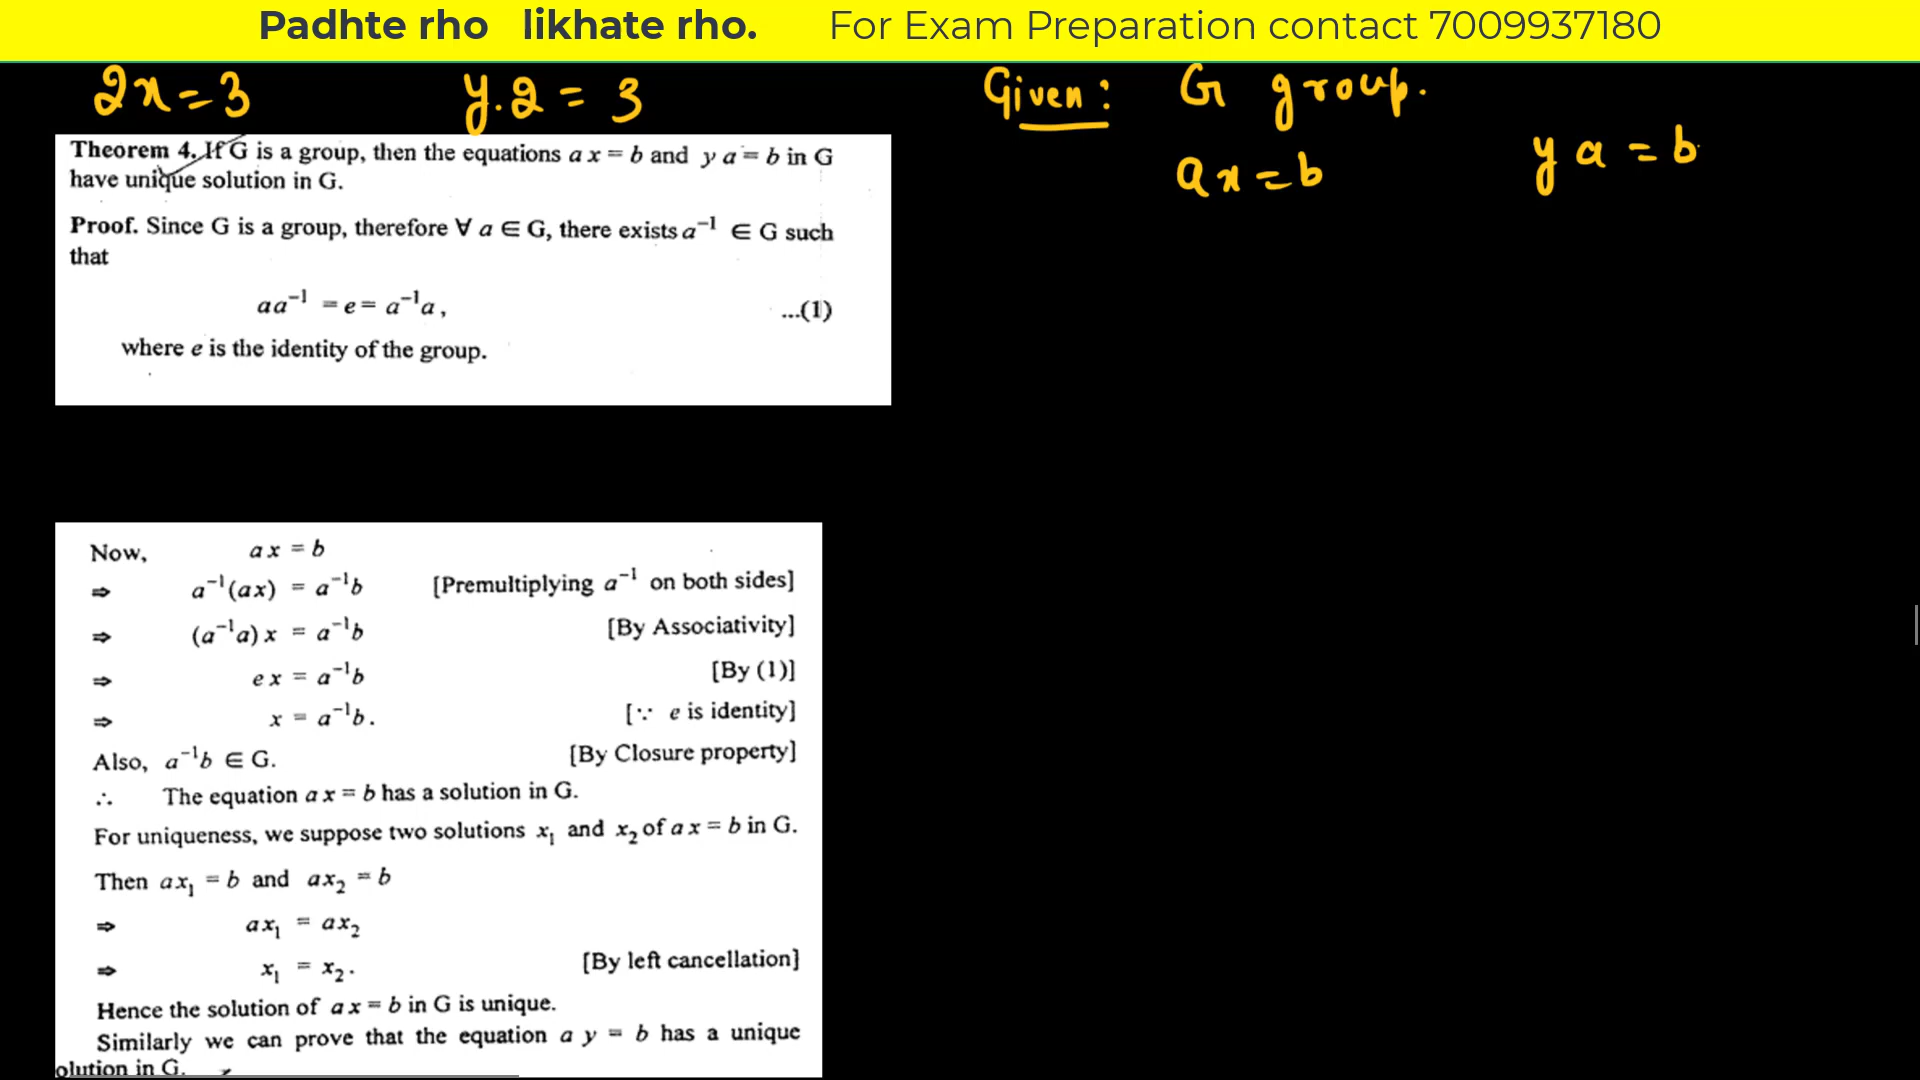 Padhte rho likhate rho. For Exam Preparation contact 7009937180
2x=3 y.2 = 3 Given: G group.
ax=b ya=b
Theorem 4. If G is a group, then the equations a x = b and y a = b in G
have unique solution in G.
Proof. Since G is a group, therefore ∀ a ∈ G, there exists a⁻¹ ∈ G such
that
aa⁻¹ = e = a⁻¹a, ...(1)
where e is the identity of the group.
Now, a x = b
⇒ a⁻¹(ax) = a⁻¹b [Premultiplying a⁻¹ on both sides]
⇒ (a⁻¹a) x = a⁻¹b [By Associativity]
⇒ e x = a⁻¹b [By (1)]
⇒ x = a⁻¹b. [∵ e is identity]
Also, a⁻¹b ∈ G. [By Closure property]
∴ The equation a x = b has a solution in G.
For uniqueness, we suppose two solutions x₁ and x₂ of a x = b in G.
Then ax₁ = b and ax₂ = b
⇒ ax₁ = ax₂
⇒ x₁ = x₂. [By left cancellation]
Hence the solution of a x = b in G is unique.
Similarly we can prove that the equation a y = b has a unique
olution in G.